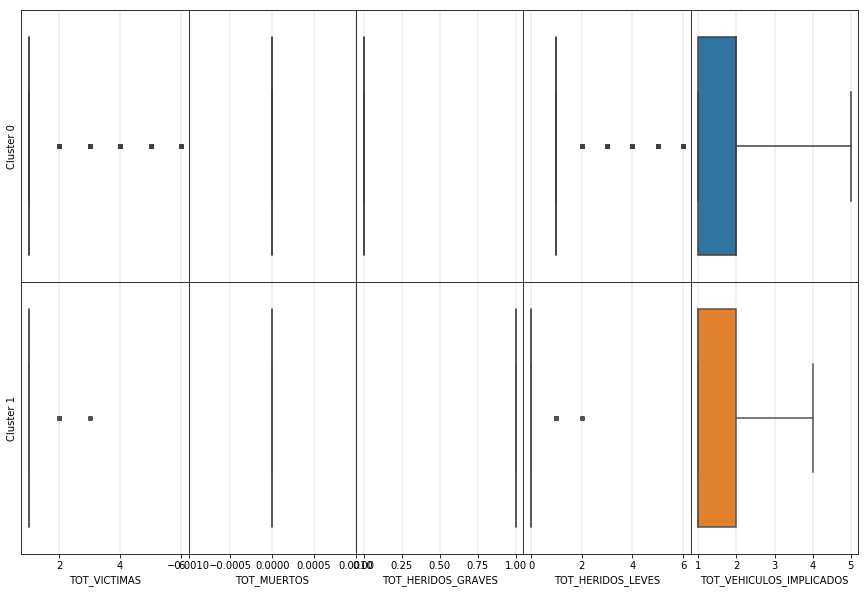 Cluster 0
Cluster 1
2 4 6 −0.0010 −0.0005 0.0000 0.0005 0.0010 0.00 0.25 0.50 0.75 1.00 0 2 4 6 1 2 3 4 5
TOT_VICTIMAS TOT_MUERTOS TOT_HERIDOS_GRAVES TOT_HERIDOS_LEVES TOT_VEHICULOS_IMPLICADOS